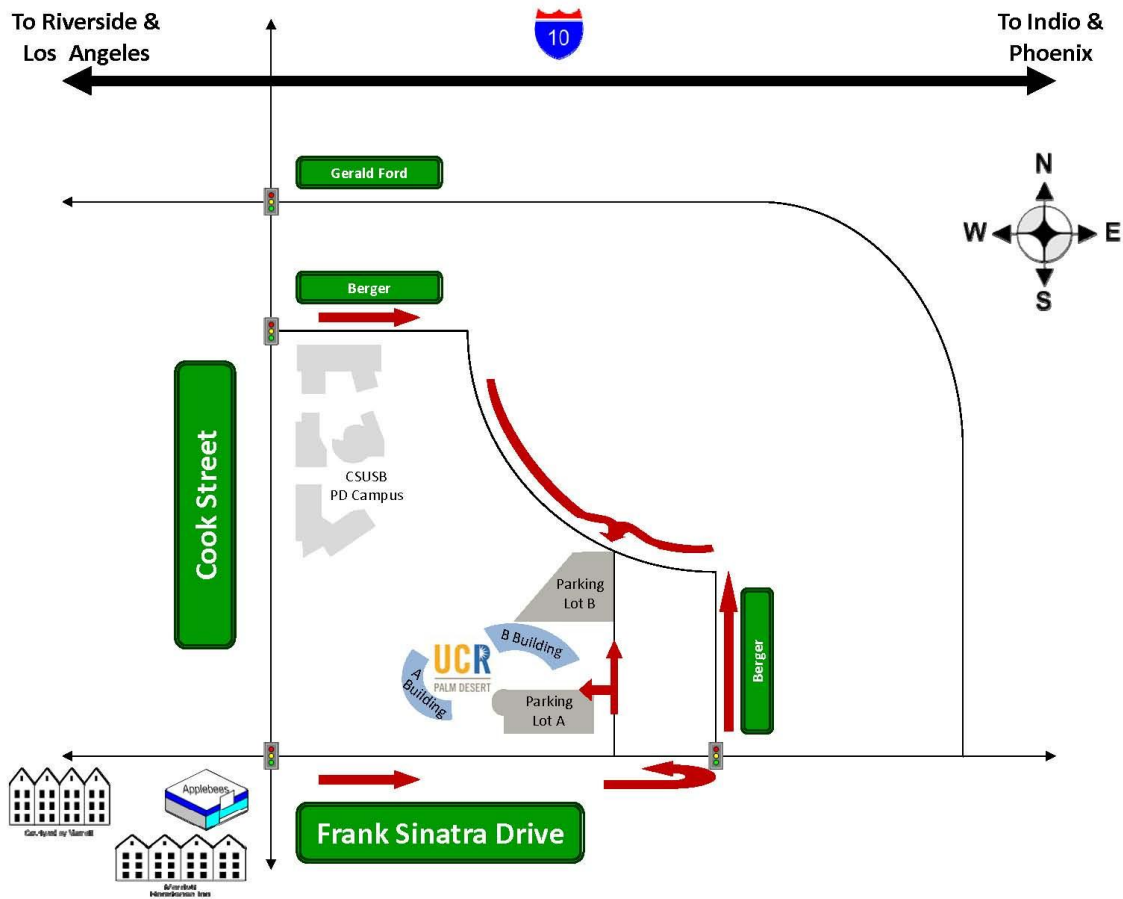 To Riverside &
Los Angeles
10
To Indio &
Phoenix
Gerald Ford
N
W
E
S
Berger
Cook Street
CSUSB
PD Campus
Parking
Lot B
B Building
UCR
PALM DESERT
A
Building
Parking
Lot A
Berger
Applebees
Frank Sinatra Drive